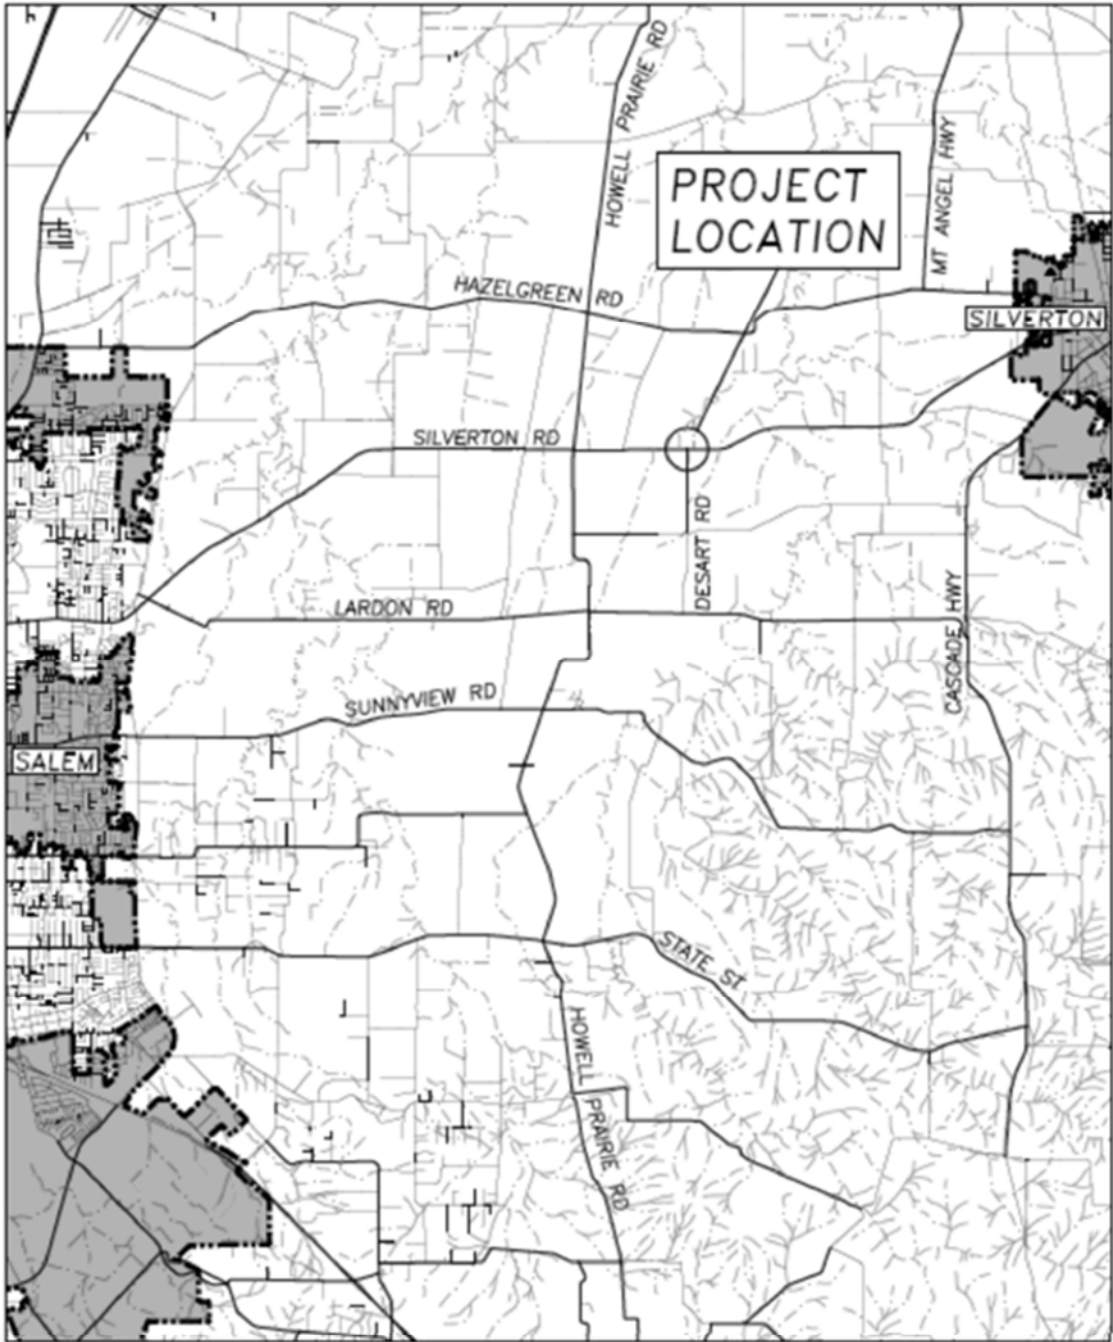 HOWELL PRAIRIE RD
MT ANGEL HWY
PROJECT
LOCATION
HAZELGREEN RD
SILVERTON
SILVERTON RD
DESART RD
LARDON RD
CASCADE HWY
SUNNYVIEW RD
SALEM
STATE ST
HOWELL PRAIRIE RD